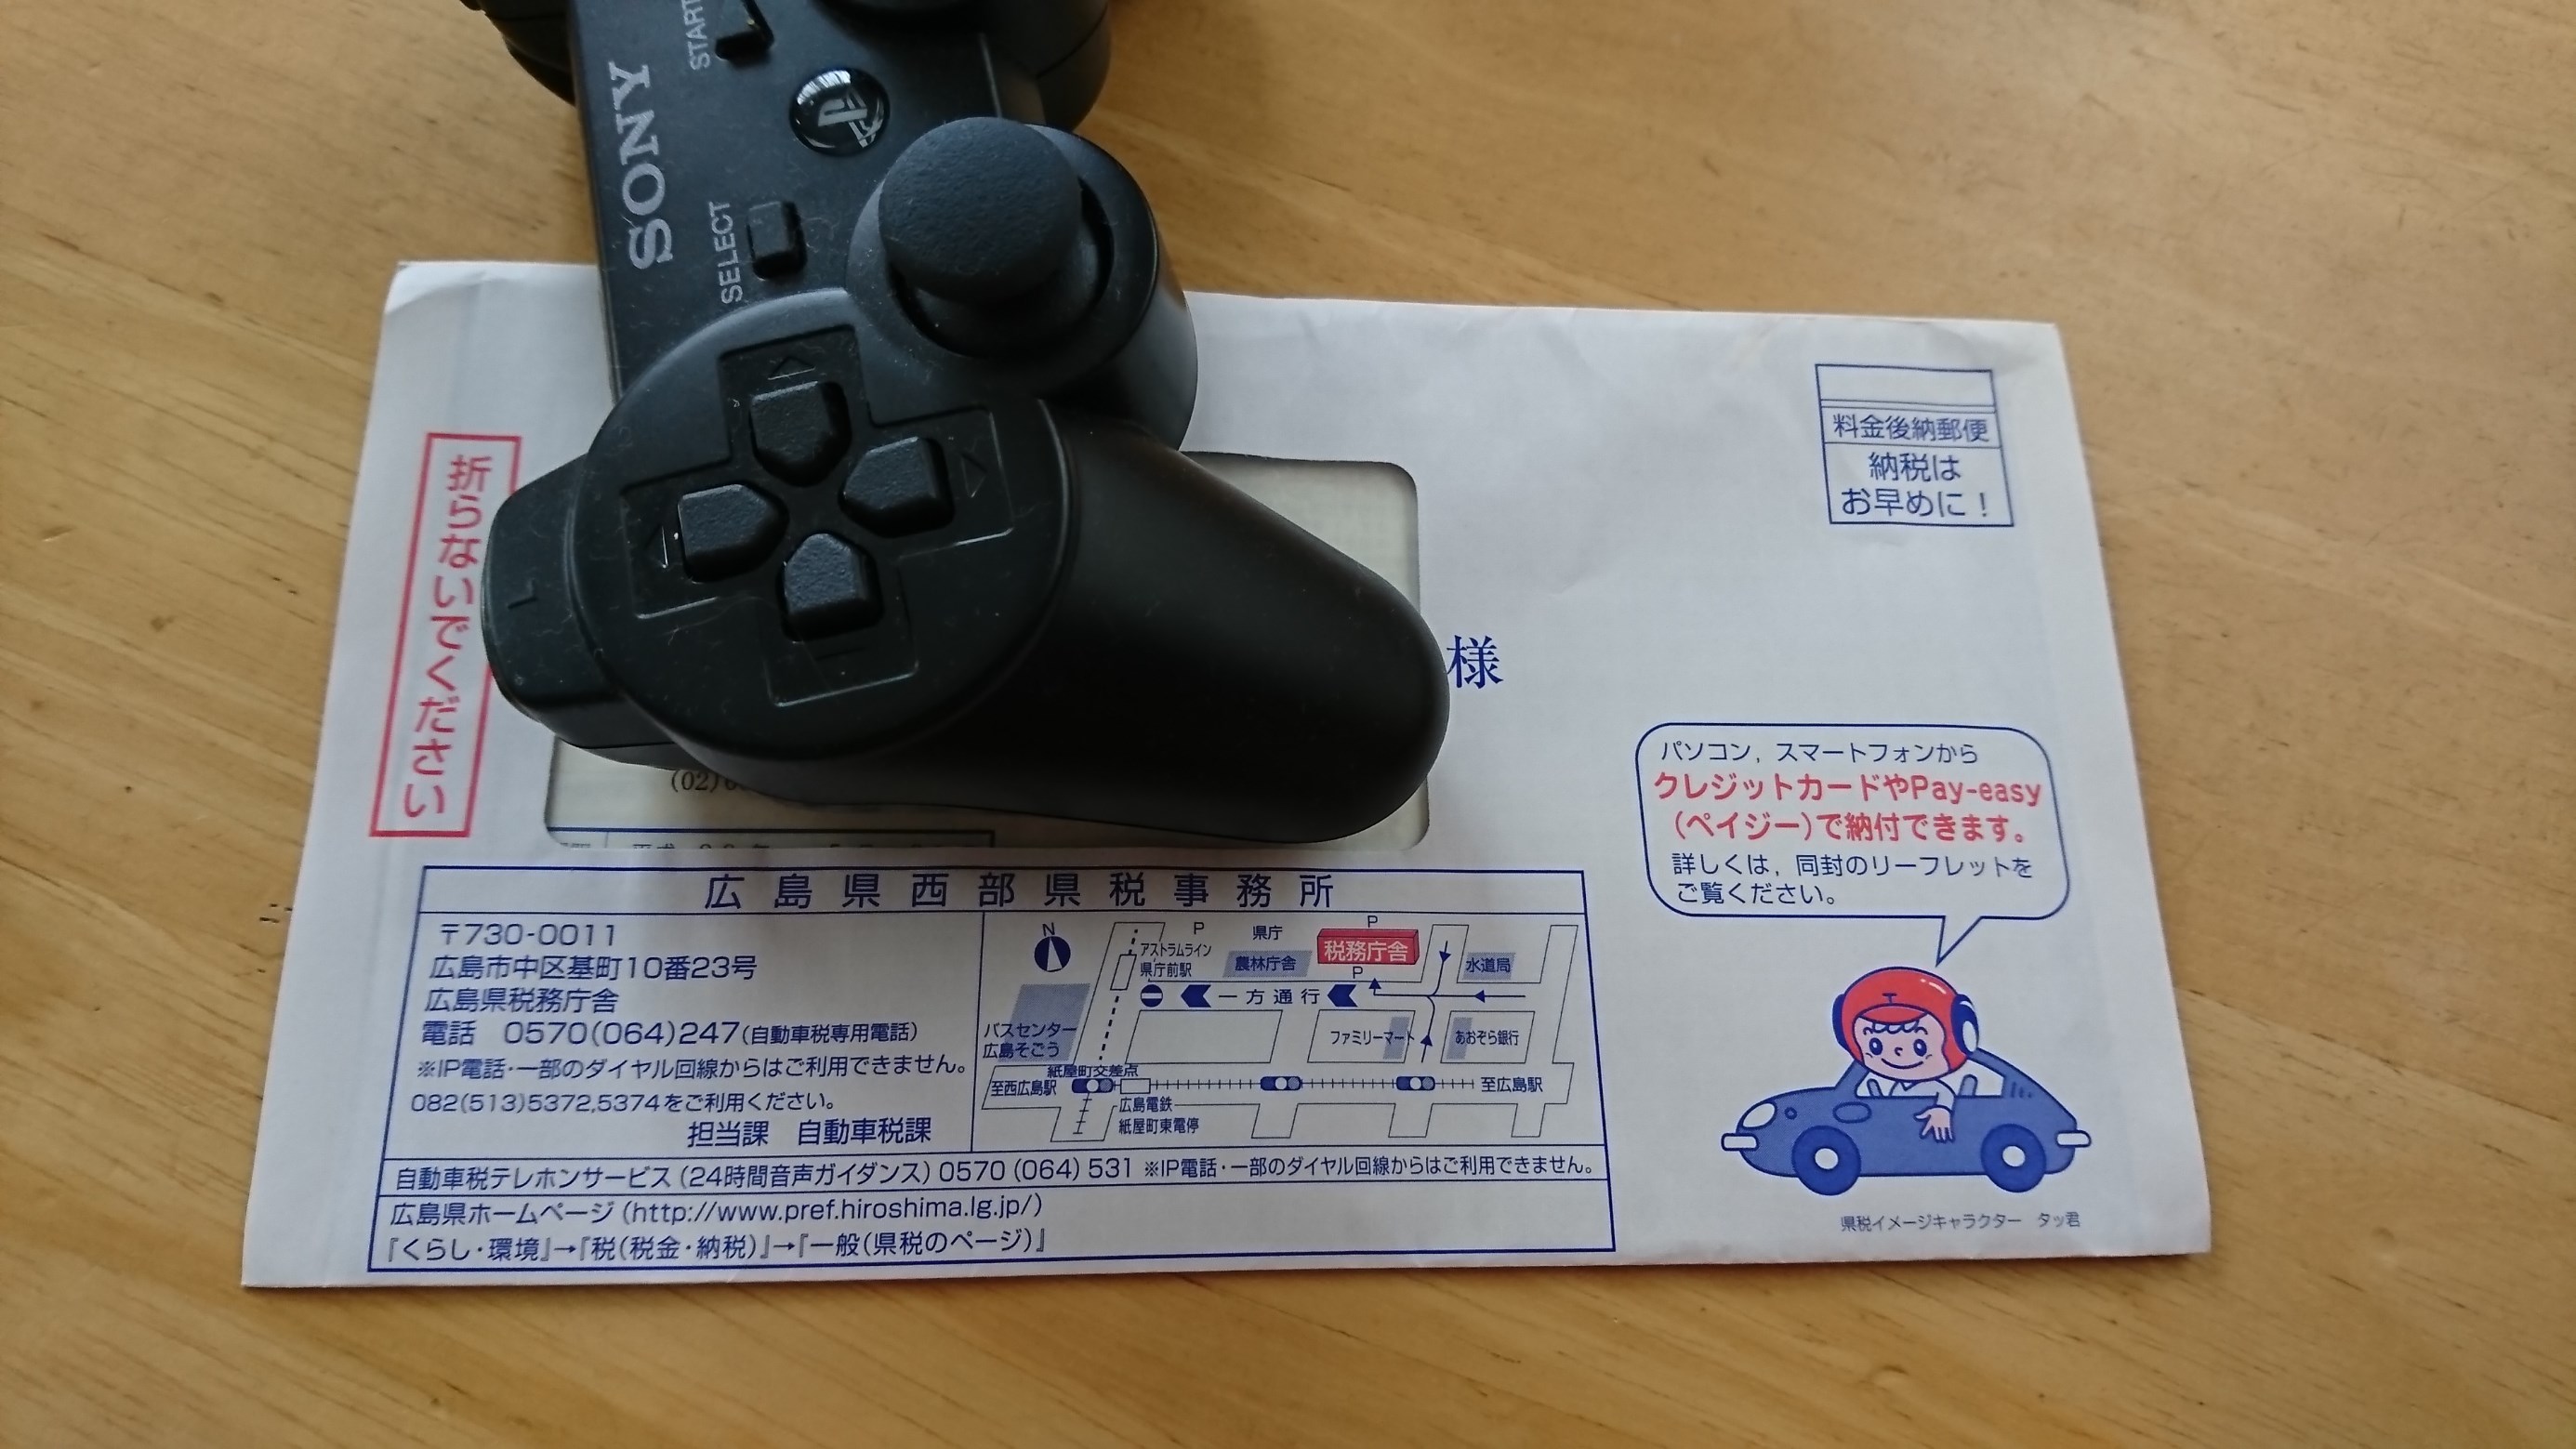 START
SONY
SELECT
L
折らないでください
料金後納郵便
納税は
お早めに！
様
(02)
パソコン，スマートフォンから
クレジットカードやPay-easy
（ペイジー）で納付できます。
詳しくは，同封のリーフレットを
ご覧ください。
広島県西部県税事務所
〒730-0011
広島市中区基町10番23号
広島県税務庁舎
電話 0570(064)247(自動車税専用電話)
※IP電話・一部のダイヤル回線からはご利用できません。
082(513)5372,5374をご利用ください。
担当課 自動車税課
N
P
県庁
P
アストラムライン
県庁前駅
農林庁舎
税務庁舎
P
水道局
一方通行
バスセンター
広島そごう
ファミリーマート
あおぞら銀行
紙屋町交差点
至西広島駅
至広島駅
広島電鉄
紙屋町東電停
自動車税テレホンサービス（24時間音声ガイダンス）0570（064）531 ※IP電話・一部のダイヤル回線からはご利用できません。
広島県ホームページ（http://www.pref.hiroshima.lg.jp/）
『くらし・環境』→『税（税金・納税）』→『一般（県税のページ）』
T
県税イメージキャラクター タッ君